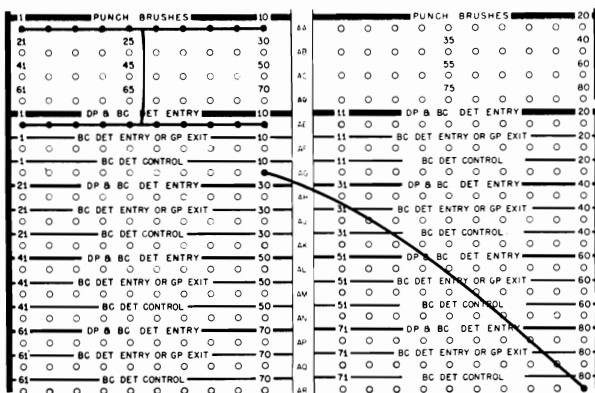 1 PUNCH BRUSHES 10 PUNCH BRUSHES 20
AA
21 25 30 35 40
AB
41 45 50 55 60
AC
61 65 70 75 80
1 DP & BC DET ENTRY 10 11 DP & BC DET ENTRY 20
AE
1 BC DET ENTRY OR GP EXIT 10 11 BC DET ENTRY OR GP EXIT 20
AF
1 BC DET CONTROL 10 11 BC DET CONTROL 20
AG
21 DP & BC DET ENTRY 30 31 DP & BC DET ENTRY 40
AH
21 BC DET ENTRY OR GP EXIT 30 31 BC DET ENTRY OR GP EXIT 40
AJ
21 BC DET CONTROL 30 31 BC DET CONTROL 40
AK
41 DP & BC DET ENTRY 50 51 DP & BC DET ENTRY 60
AL
41 BC DET ENTRY OR GP EXIT 50 51 BC DET ENTRY OR GP EXIT 60
AM
41 BC DET CONTROL 50 51 BC DET CONTROL 60
AN
61 DP & BC DET ENTRY 70 71 DP & BC DET ENTRY 80
AP
61 BC DET ENTRY OR GP EXIT 70 71 BC DET ENTRY OR GP EXIT 80
AQ
61 BC DET CONTROL 70 71 BC DET CONTROL 80
AR